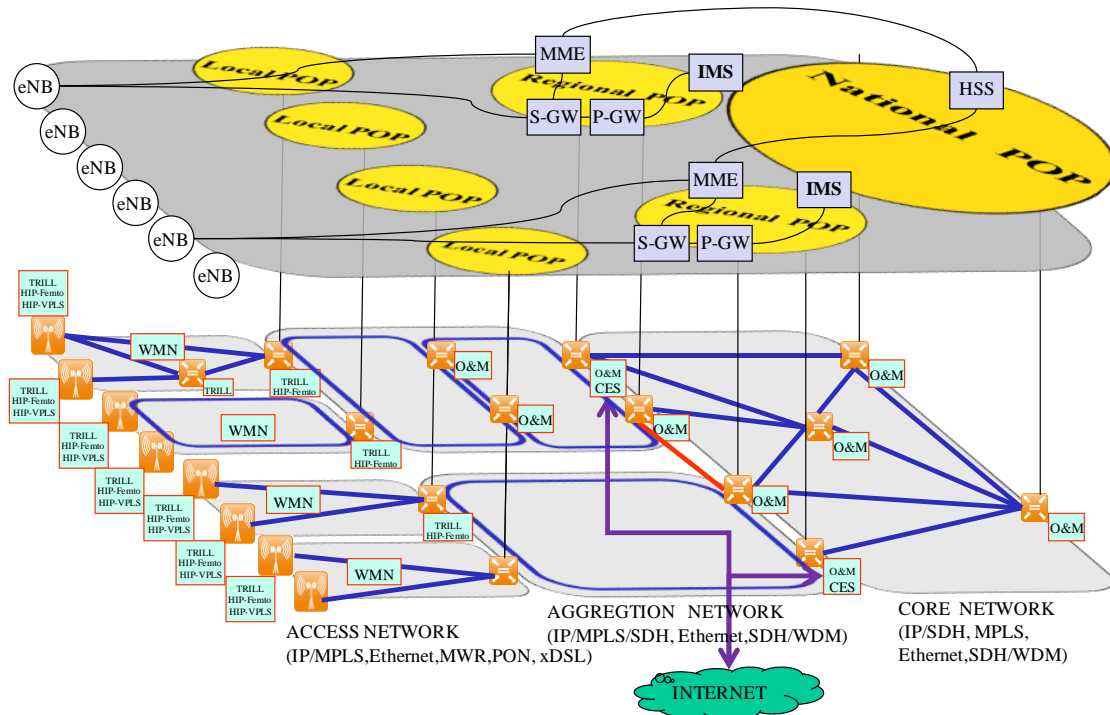 MME
IMS
HSS
Local POP
Regional POP
National POP
eNB
S-GW
P-GW
eNB
Local POP
eNB
MME
IMS
Local POP
Regional POP
eNB
eNB
S-GW
P-GW
Local POP
eNB
TRILL
HIP-Femto
HIP-VPLS
WMN
TRILL
HIP-Femto
TRILL
O&M
O&M
CES
O&M
TRILL
HIP-Femto
HIP-VPLS
WMN
O&M
O&M
O&M
TRILL
HIP-Femto
HIP-VPLS
TRILL
HIP-Femto
TRILL
HIP-Femto
HIP-VPLS
WMN
O&M
O&M
TRILL
HIP-Femto
HIP-VPLS
TRILL
HIP-Femto
TRILL
HIP-Femto
HIP-VPLS
WMN
O&M
CES
TRILL
HIP-Femto
HIP-VPLS
ACCESS NETWORK
(IP/MPLS,Ethernet,MWR,PON, xDSL)
AGGREGTION NETWORK
(IP/MPLS/SDH, Ethernet,SDH/WDM)
CORE NETWORK
(IP/SDH, MPLS,
Ethernet,SDH/WDM)
INTERNET